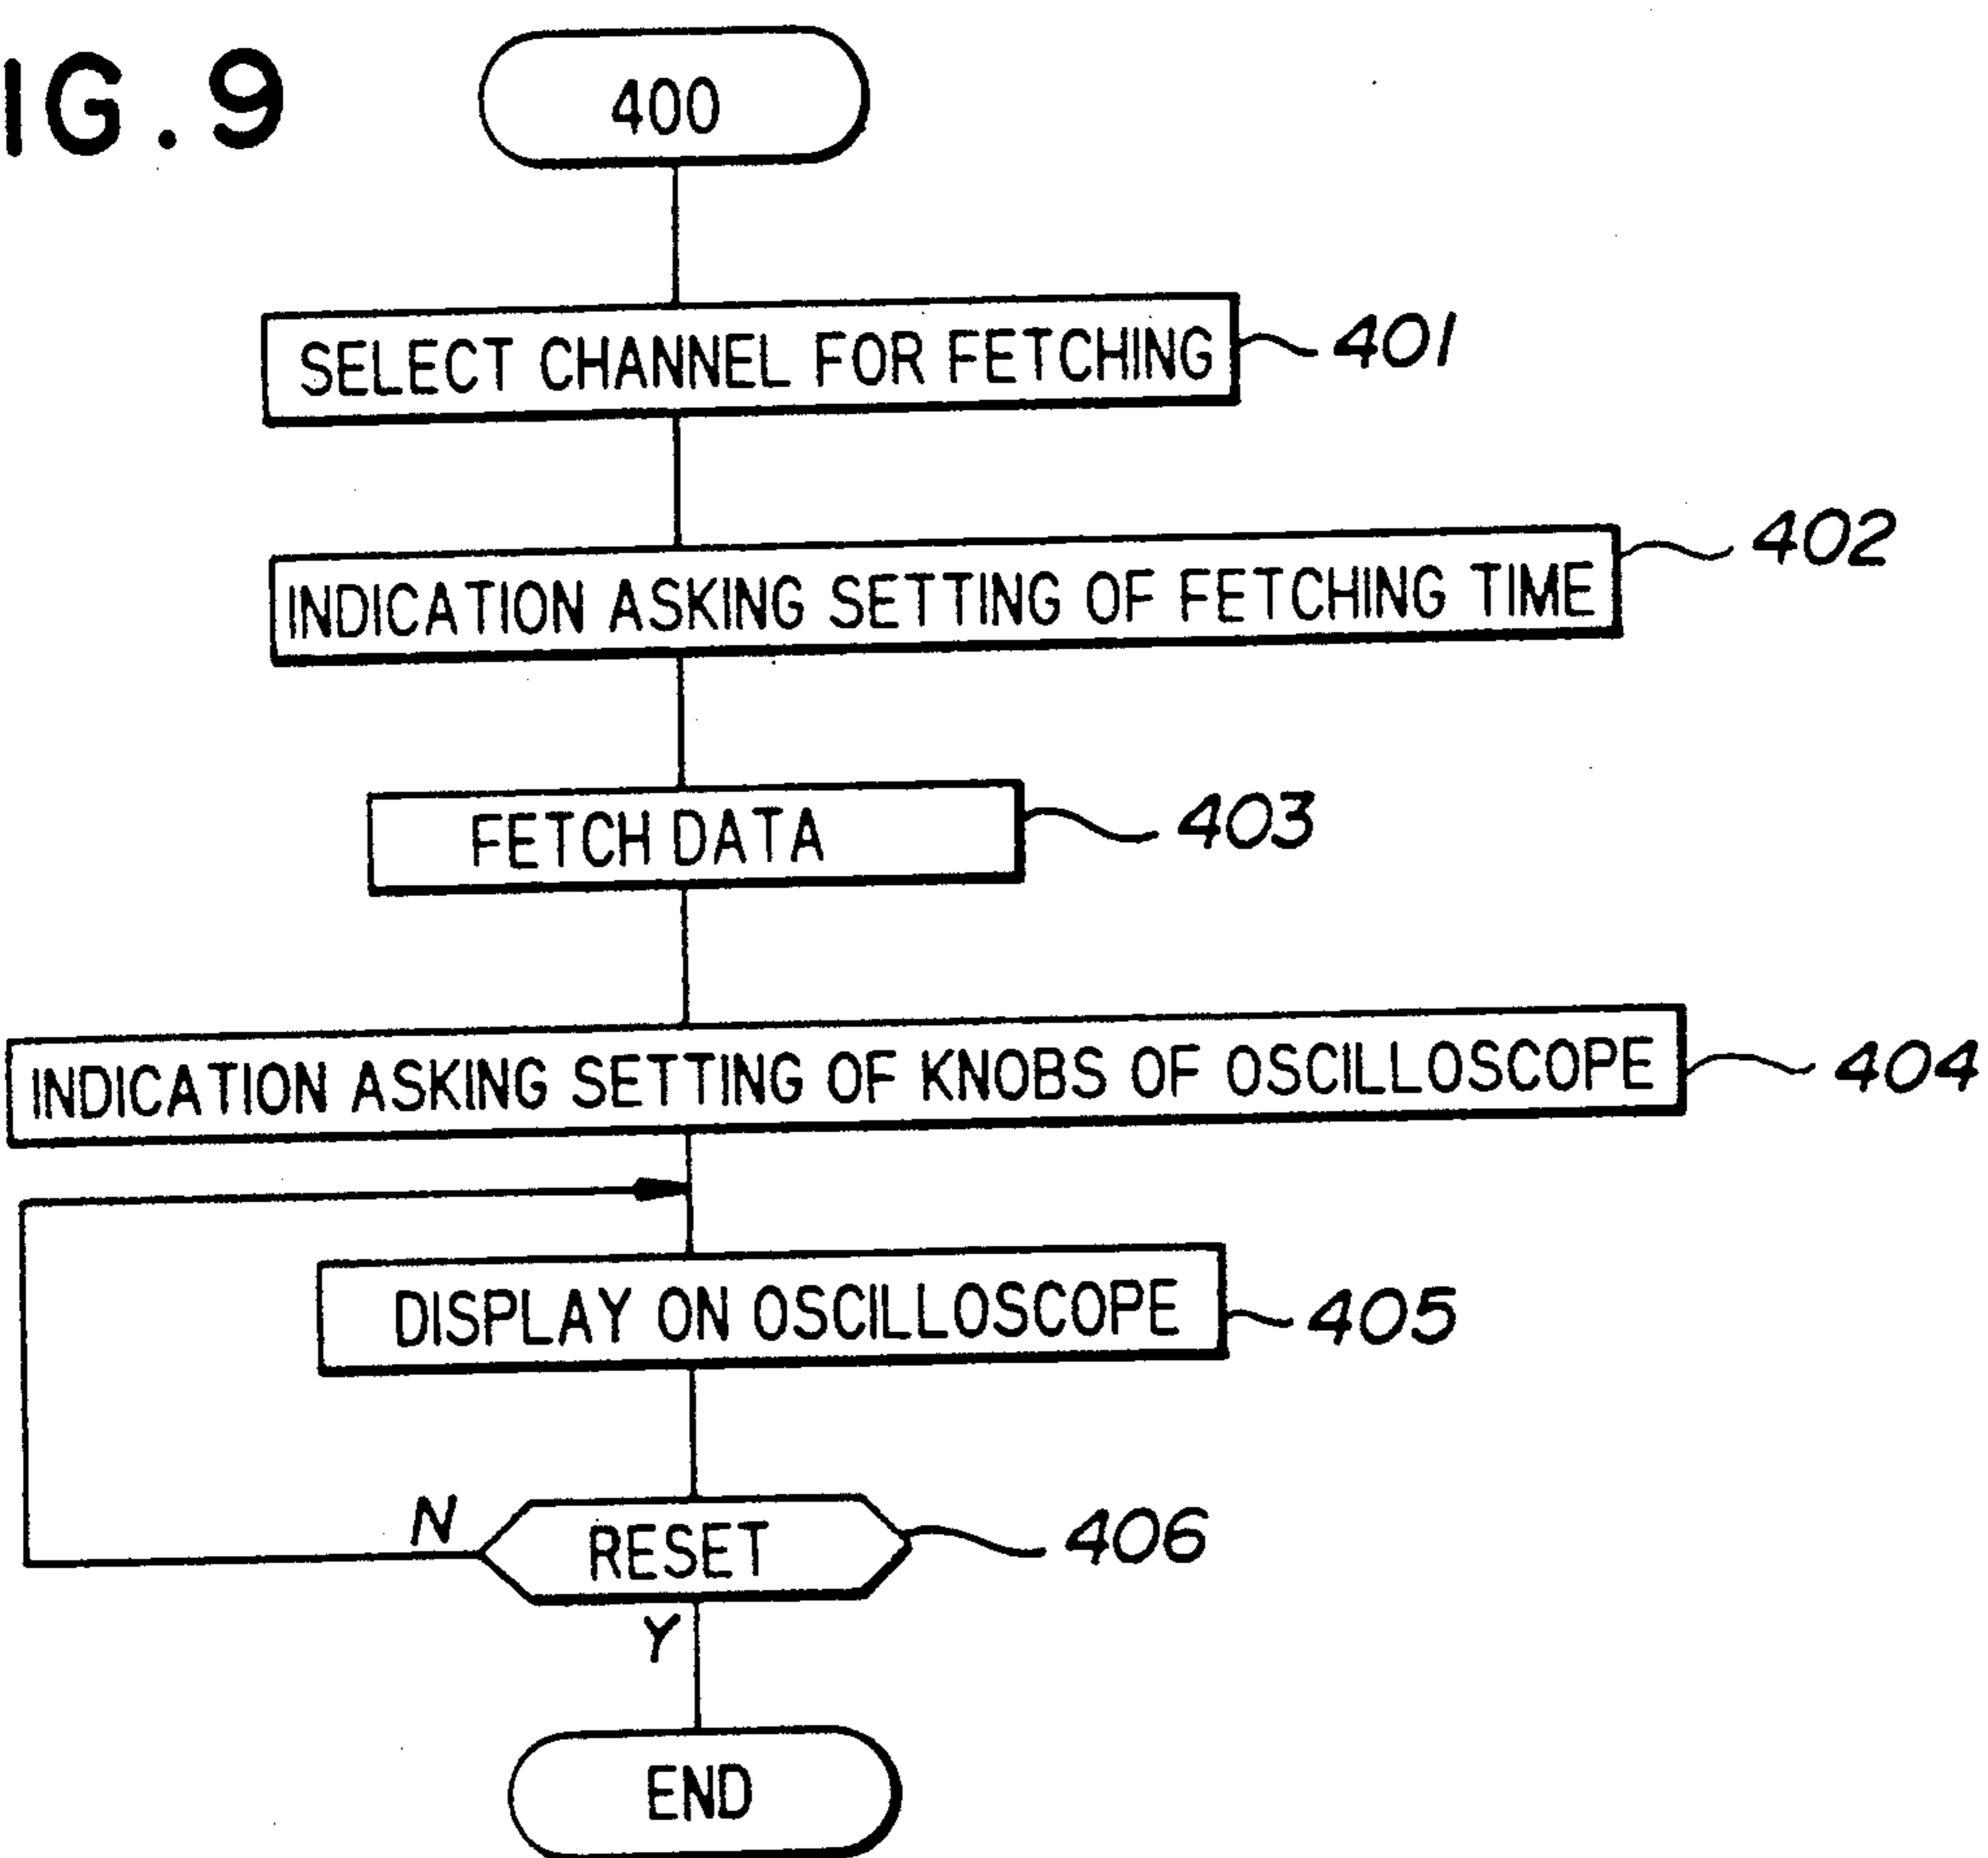 IG.9
400
SELECT CHANNEL FOR FETCHING
401
INDICATION ASKING SETTING OF FETCHING TIME
402
FETCH DATA
403
INDICATION ASKING SETTING OF KNOBS OF OSCILLOSCOPE
404
DISPLAY ON OSCILLOSCOPE
405
N
RESET
406
Y
END